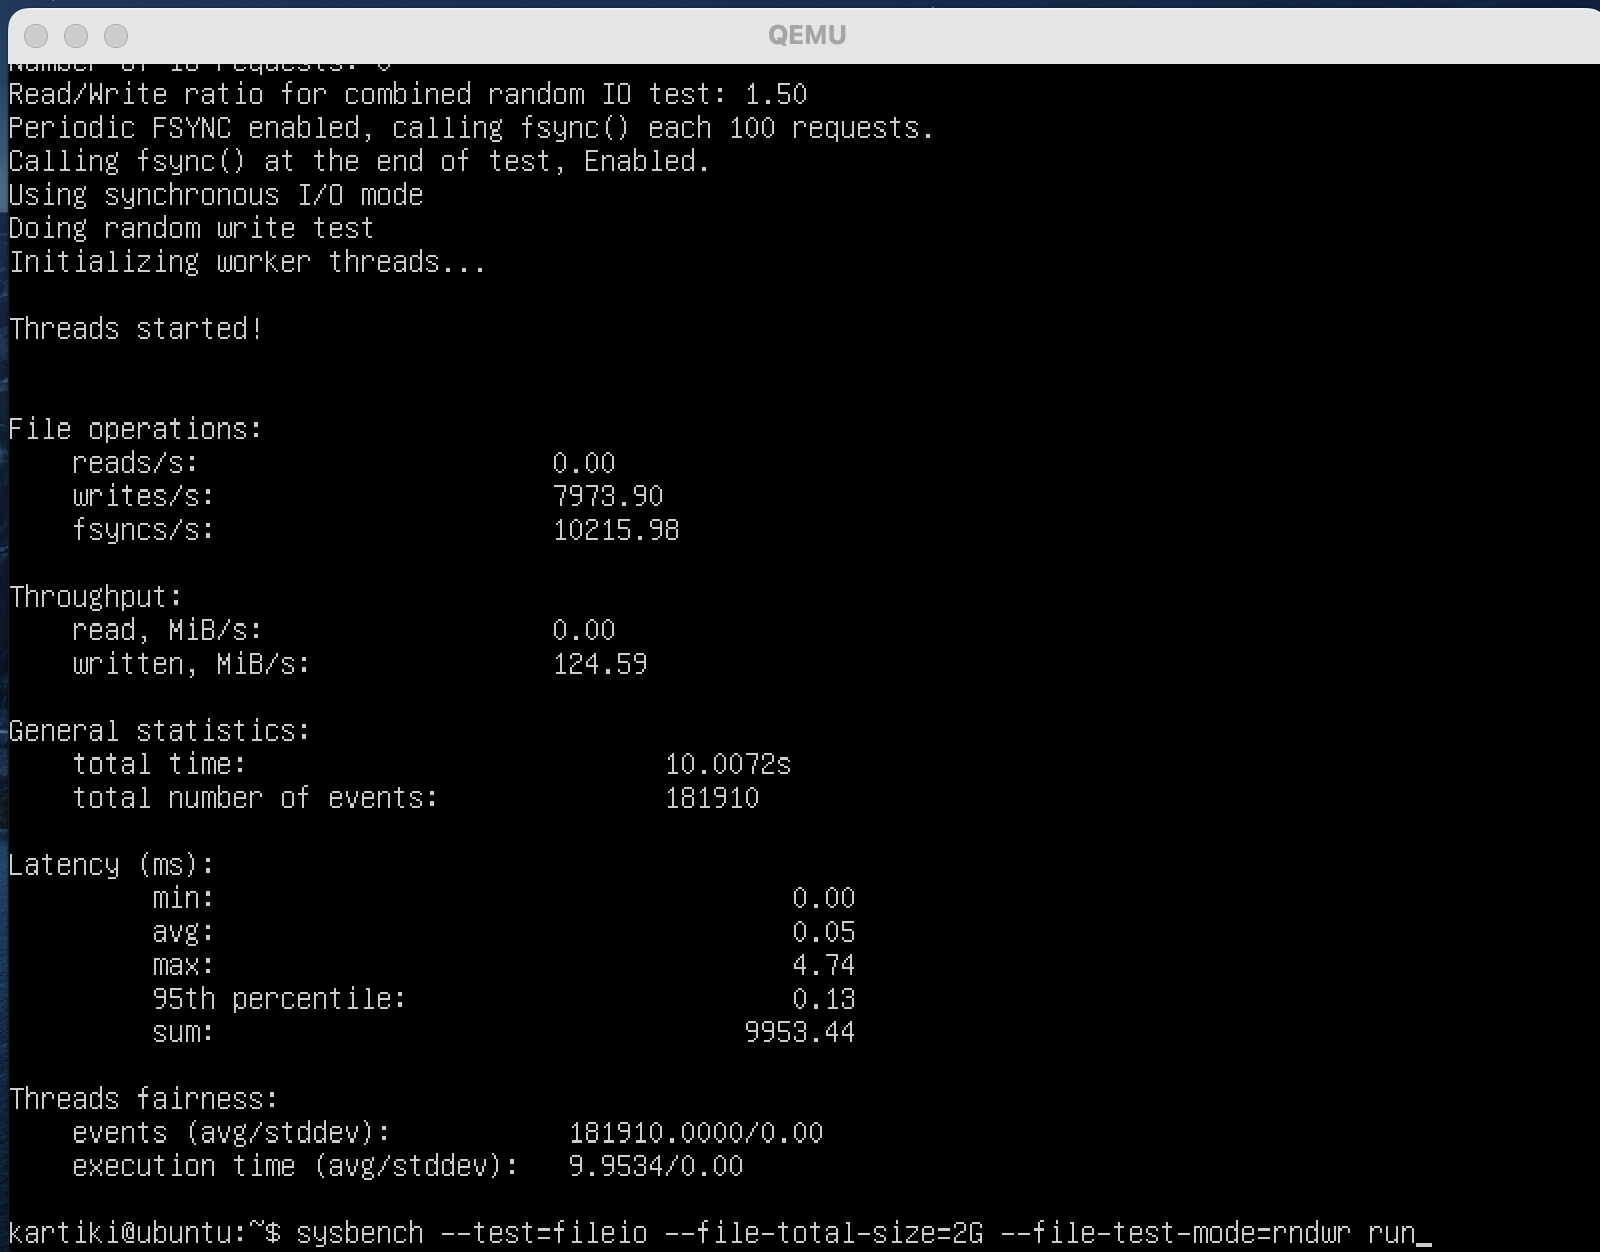 QEMU
Number of IO requests: 0
Read/Write ratio for combined random IO test: 1.50
Periodic FSYNC enabled, calling fsync() each 100 requests.
Calling fsync() at the end of test, Enabled.
Using synchronous I/O mode
Doing random write test
Initializing worker threads...
Threads started!
File operations:
reads/s: 0.00
writes/s: 7973.90
fsyncs/s: 10215.98
Throughput:
read, MiB/s: 0.00
written, MiB/s: 124.59
General statistics:
total time: 10.0072s
total number of events: 181910
Latency (ms):
min: 0.00
avg: 0.05
max: 4.74
95th percentile: 0.13
sum: 9953.44
Threads fairness:
events (avg/stddev): 181910.0000/0.00
execution time (avg/stddev): 9.9534/0.00
kartiki@ubuntu:~$ sysbench --test=fileio --file-total-size=2G --file-test-mode=rndwr run_